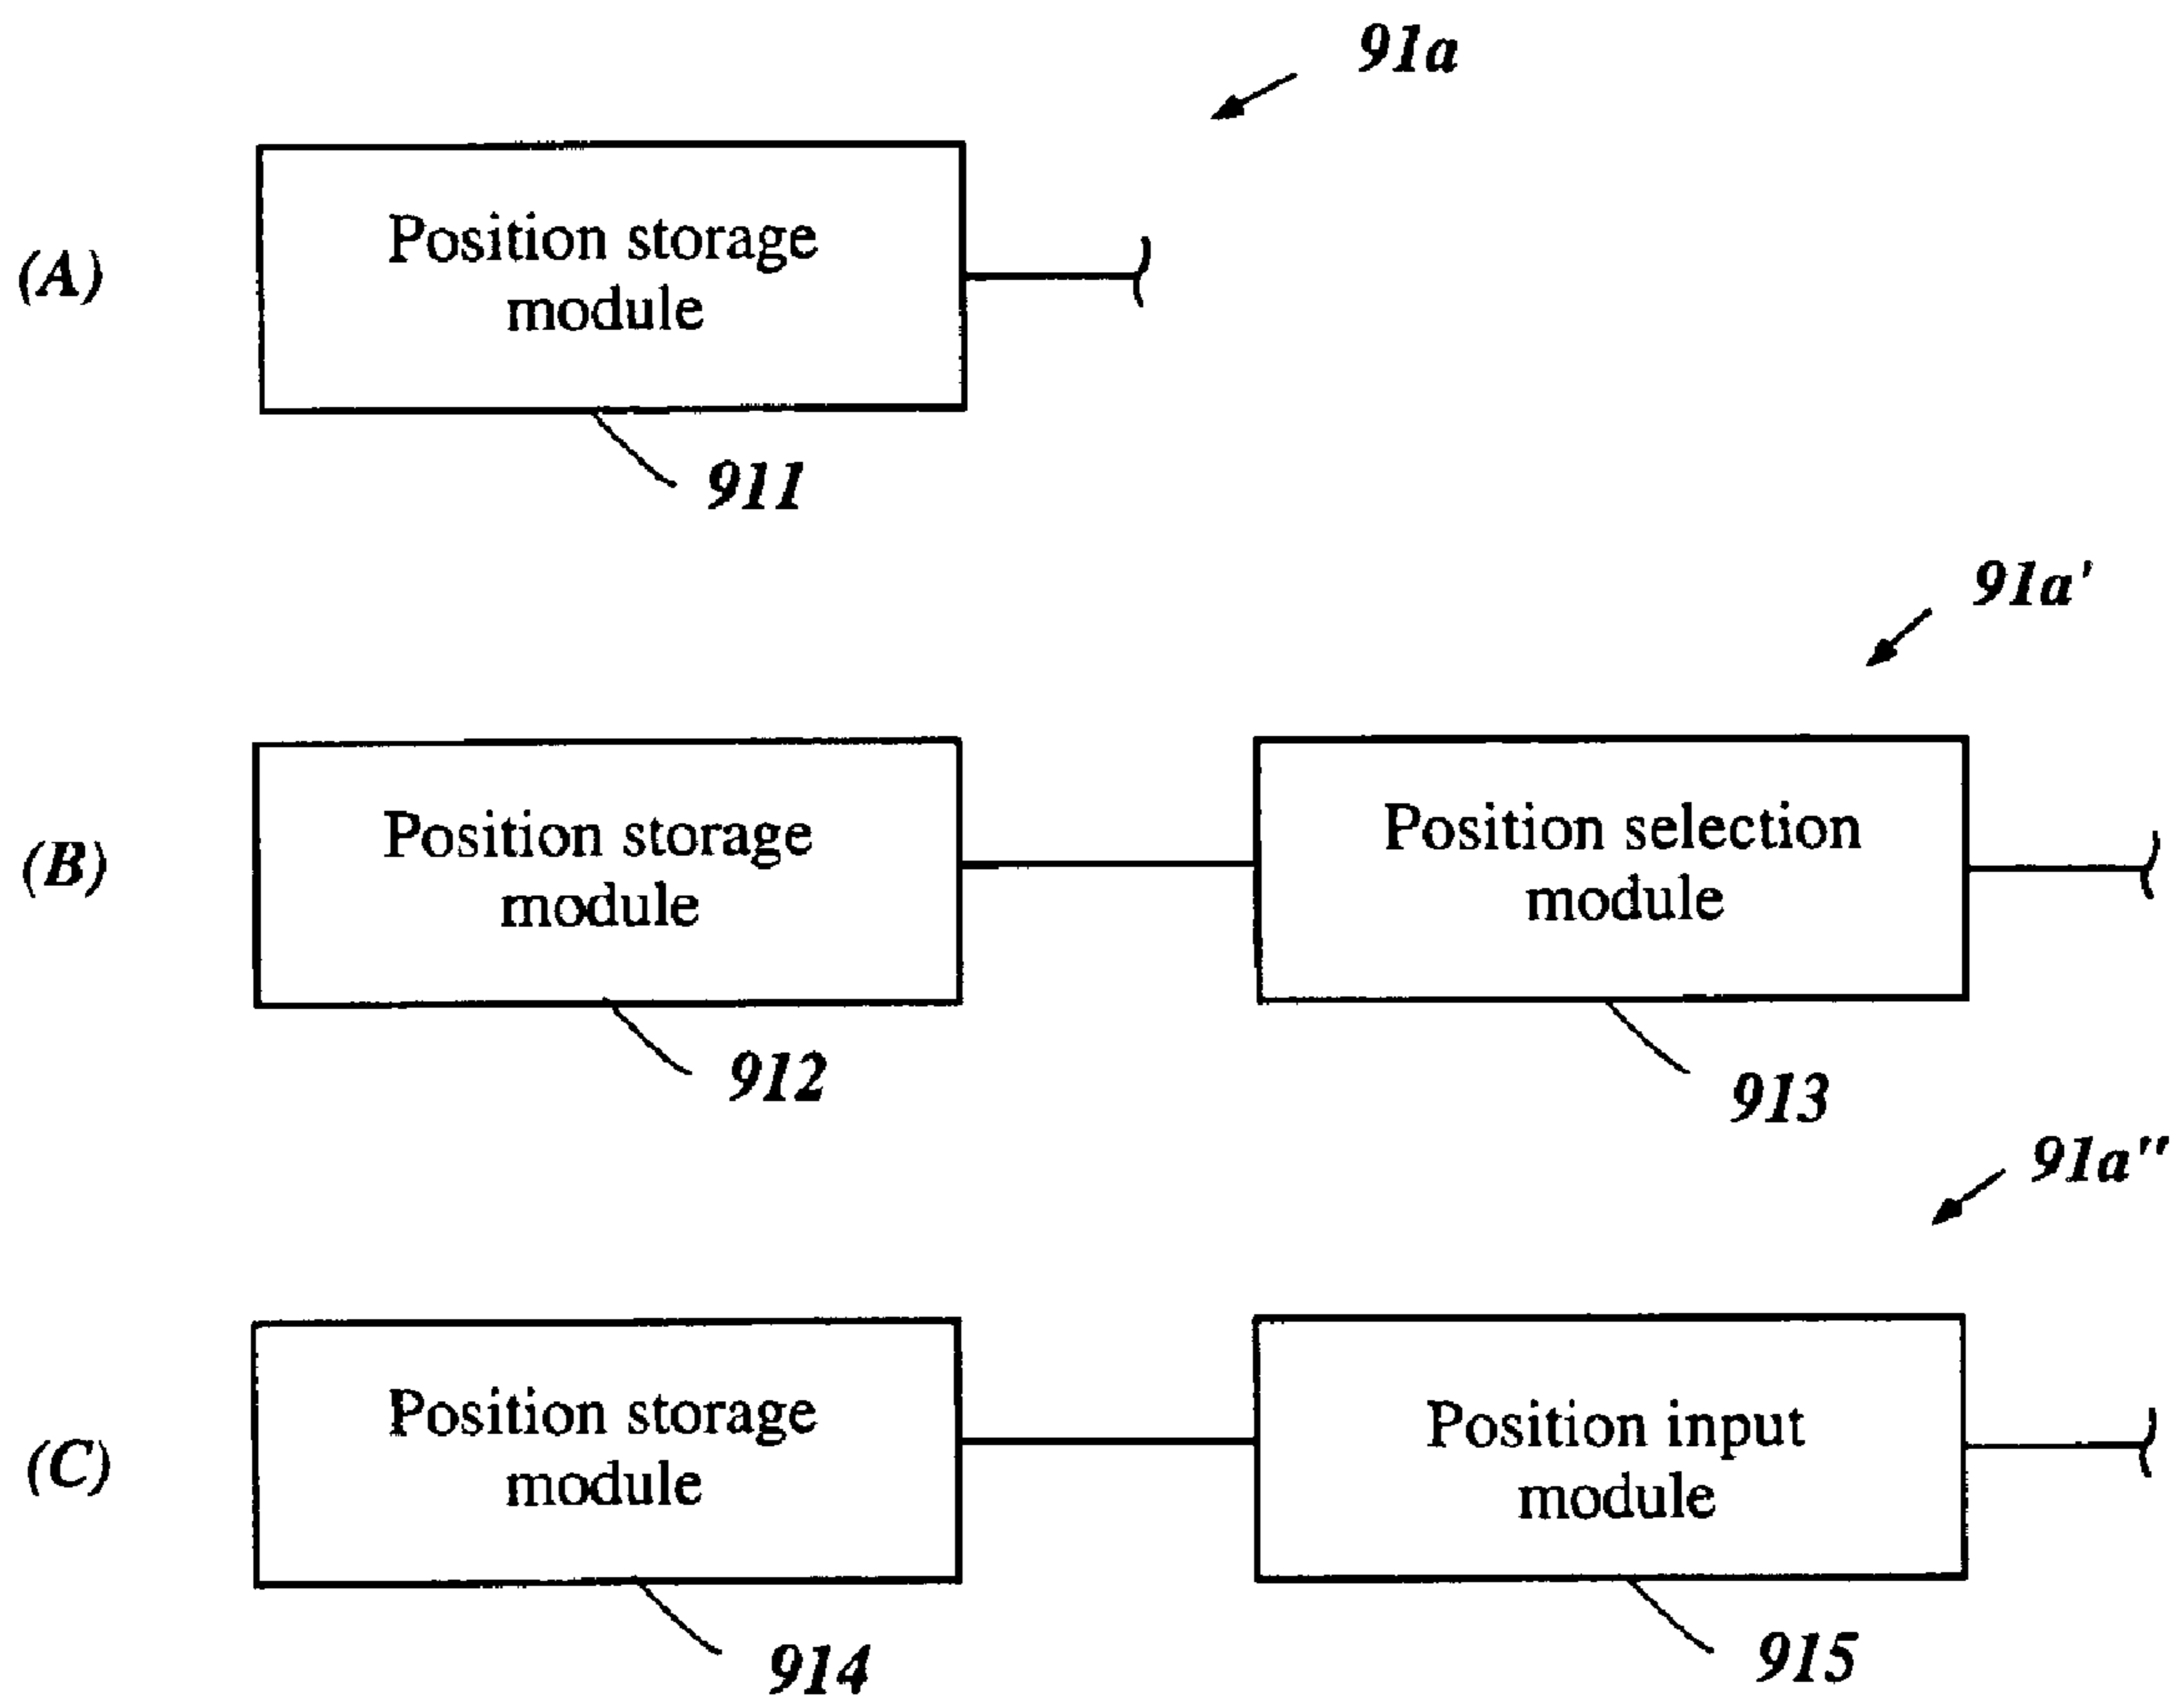 91a
(A)
Position storage
module
911
91a'
(B)
Position storage
module
Position selection
module
912
913
91a''
(C)
Position storage
module
Position input
module
914
915